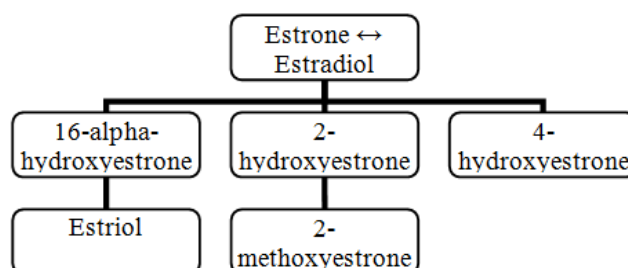 Estrone ↔
Estradiol
16-alpha-
hydroxyestrone
2-
hydroxyestrone
4-
hydroxyestrone
Estriol
2-
methoxyestrone